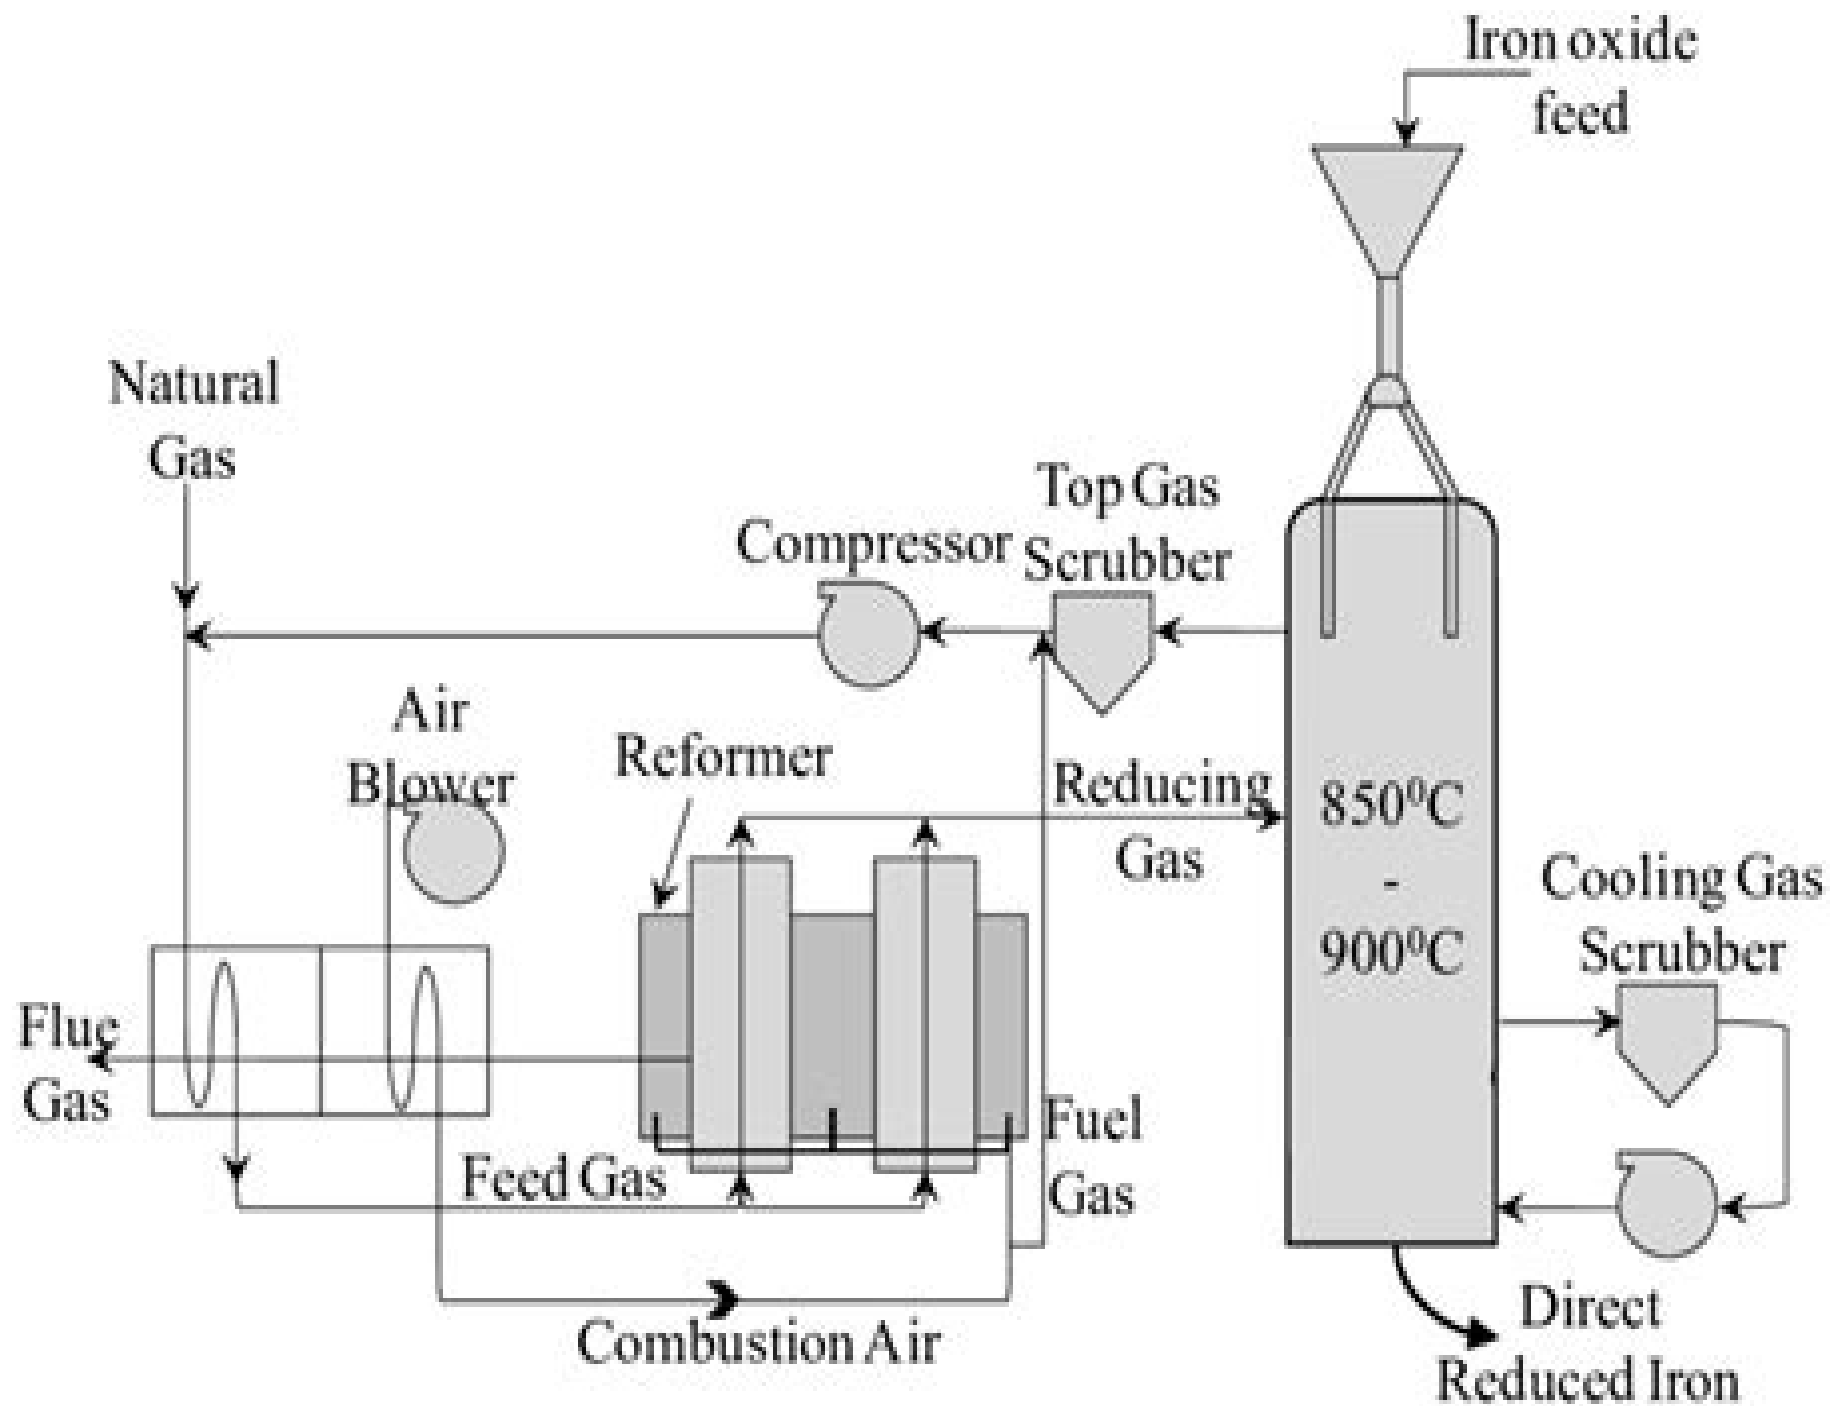 Iron oxide
feed
Natural
Gas
Top Gas
Scrubber
Compressor
Air
Blower
Reformer
Reducing
Gas
850⁰C
-
900⁰C
Cooling Gas
Scrubber
Flue
Gas
Feed Gas
Fuel
Gas
Combustion Air
Direct
Reduced Iron